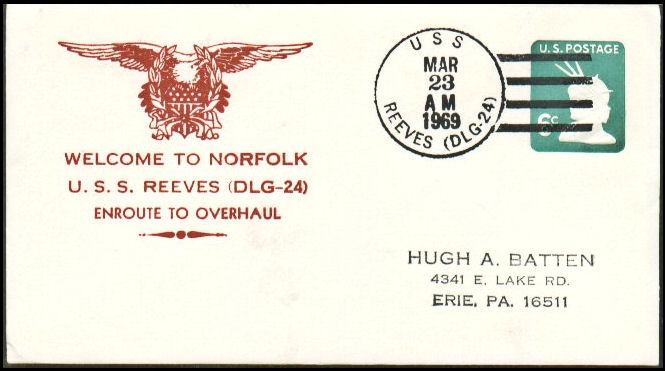 WELCOME TO NORFOLK
U. S. S. REEVES (DLG-24)
ENROUTE TO OVERHAUL
USS
MAR
23
AM
1969
REEVES (DLG-24)
U.S. POSTAGE
6c
HUGH A. BATTEN
4341 E. LAKE RD.
ERIE, PA. 16511